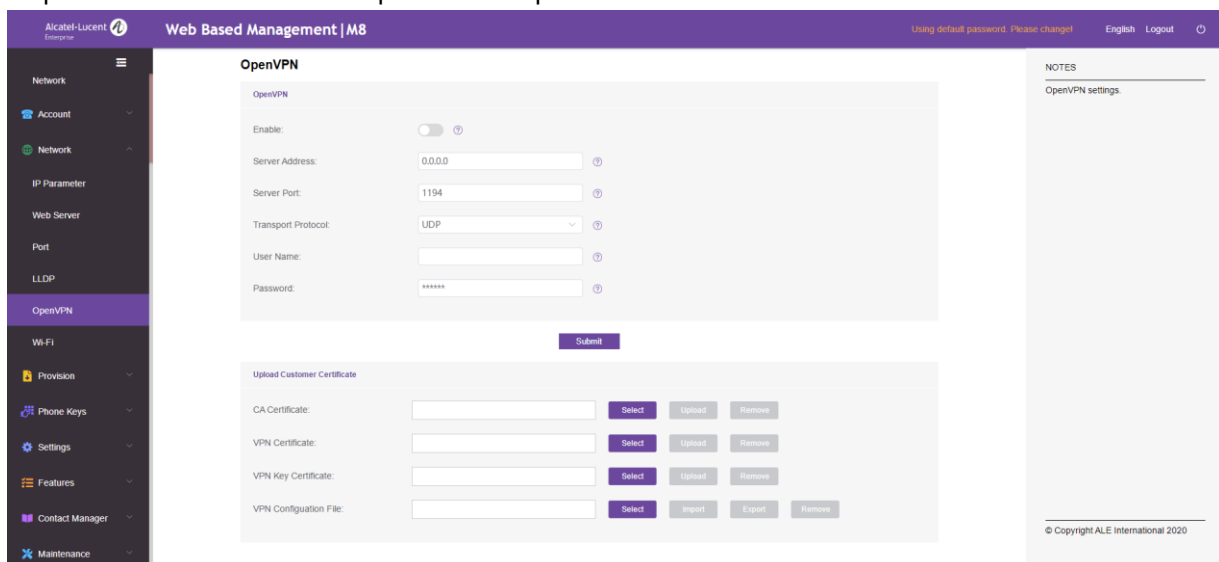 Alcatel-Lucent
Enterprise
Web Based Management | M8
Using default password. Please change!
English
Logout
Network
Account
Network
IP Parameter
Web Server
Port
LLDP
OpenVPN
Wi-Fi
Provision
Phone Keys
Settings
Features
Contact Manager
Maintenance
OpenVPN
OpenVPN
Enable:
Server Address: 0.0.0.0
Server Port: 1194
Transport Protocol: UDP
User Name:
Password: ******
Submit
Upload Customer Certificate
CA Certificate: Select Upload Remove
VPN Certificate: Select Upload Remove
VPN Key Certificate: Select Upload Remove
VPN Configuation File: Select Import Export Remove
NOTES
OpenVPN settings.
© Copyright ALE International 2020